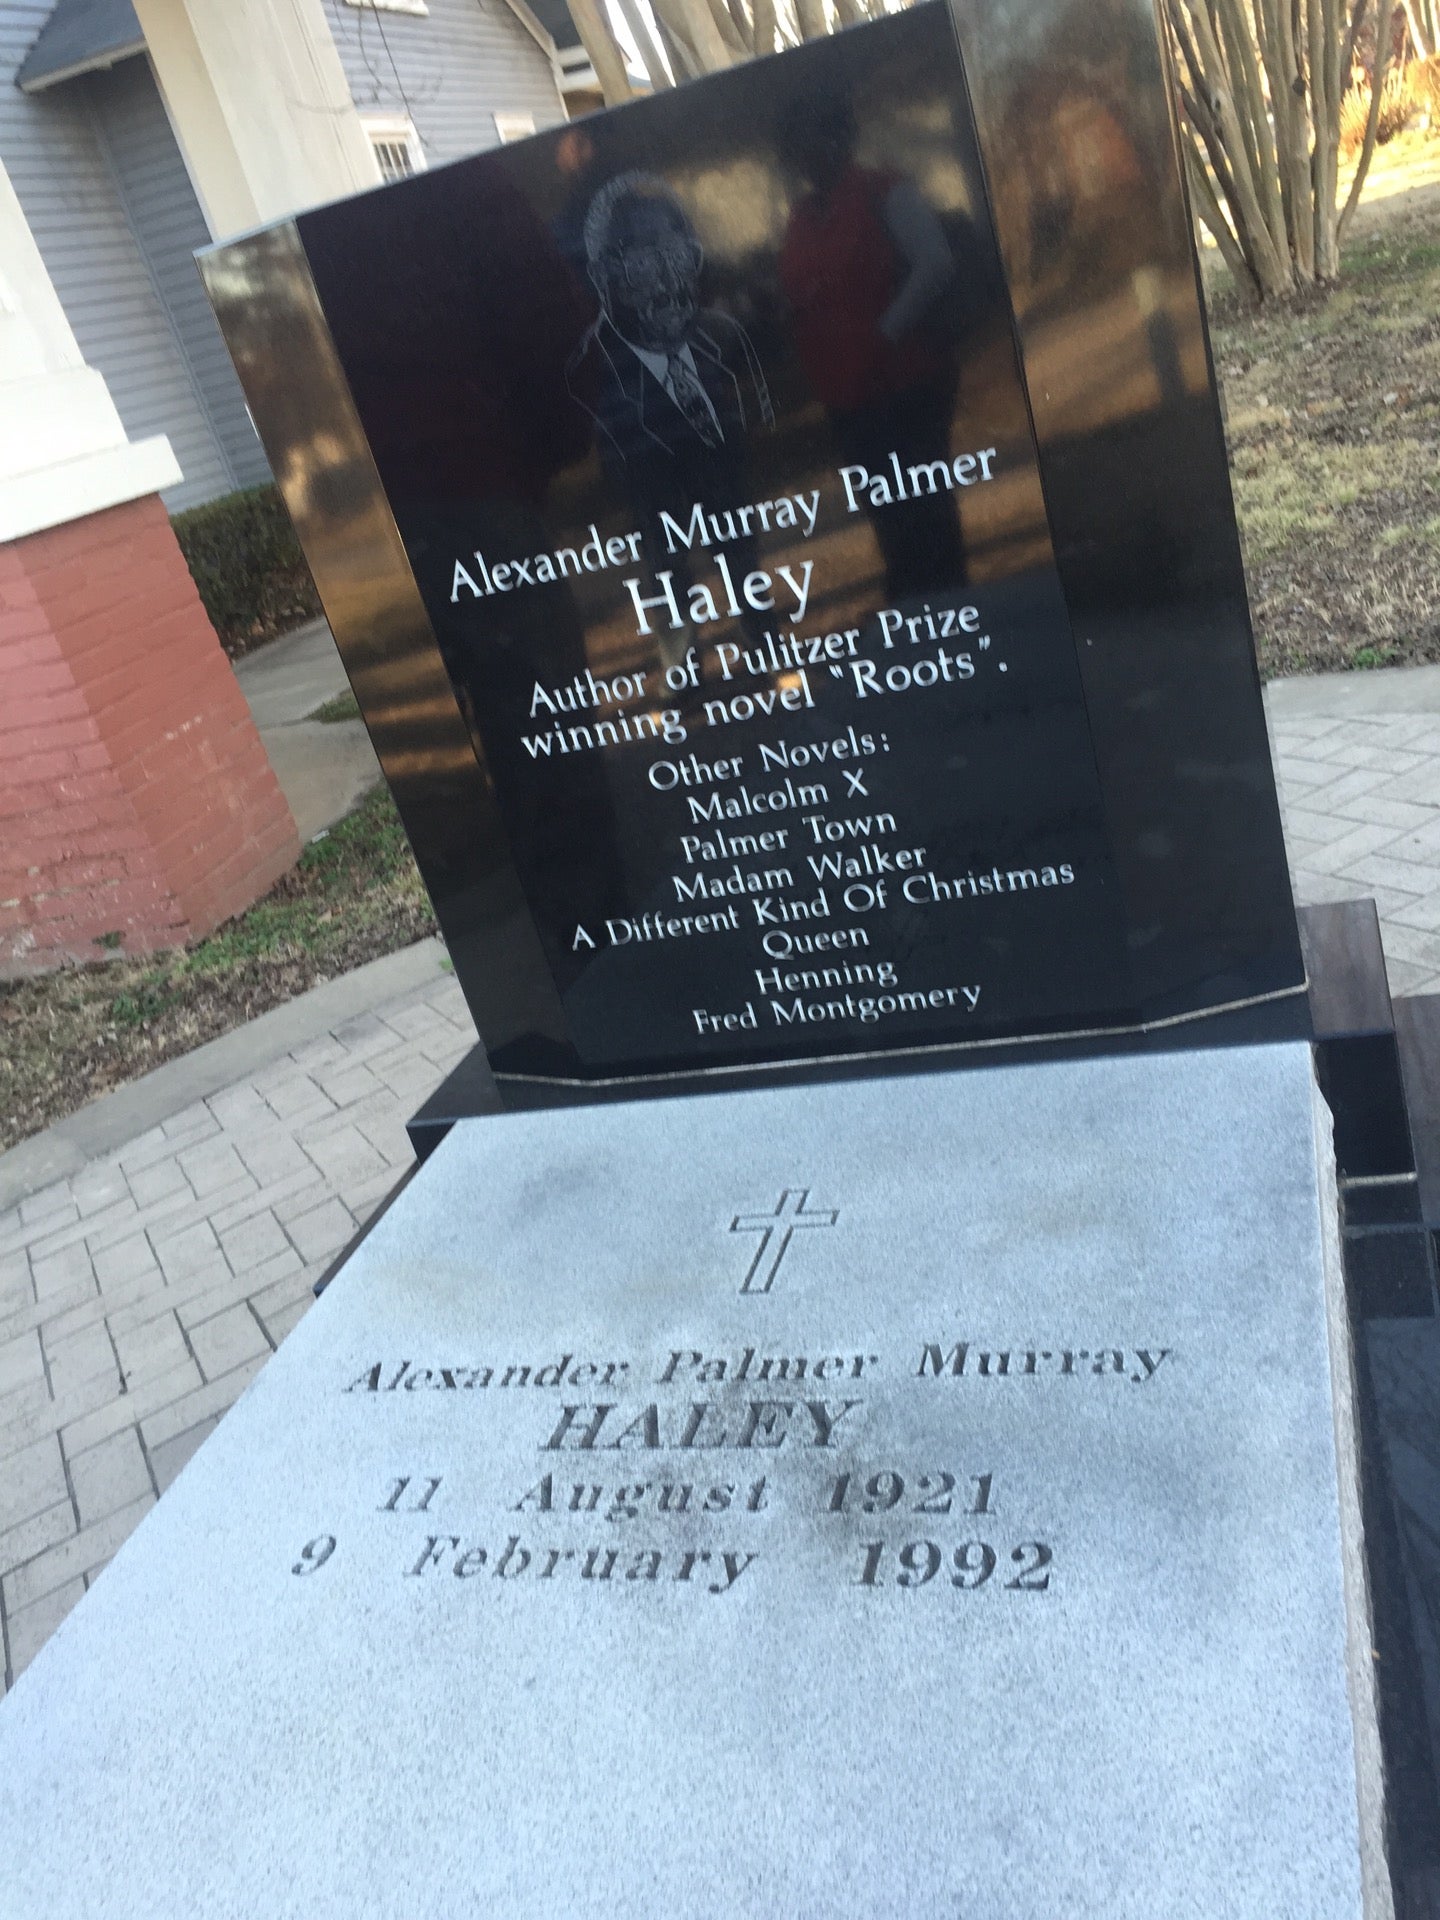 Alexander Murray Palmer
Haley
Author of Pulitzer Prize
winning novel "Roots".
Other Novels:
Malcolm X
Palmer Town
Madam Walker
A Different Kind Of Christmas
Queen
Henning
Fred Montgomery
Alexander Palmer Murray
HALEY
11 August 1921
9 February 1992